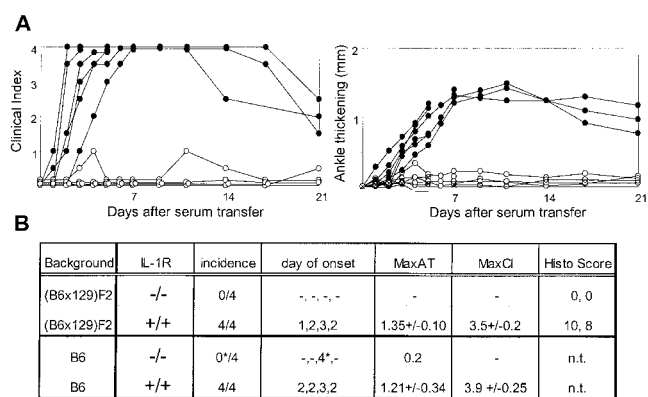 A
Clinical Index
4
3
2
1
7
14
21
Days after serum transfer
Ankle thickening (mm)
2
1
7
14
21
Days after serum transfer
B
Background IL-1R incidence day of onset MaxAT MaxCI Histo Score
(B6x129)F2 -/- 0/4 -, -, -, - - - 0, 0
(B6x129)F2 +/+ 4/4 1,2,3,2 1.35+/-0.10 3.5+/-0.2 10, 8
B6 -/- 0*/4 -,-,4*,- 0.2 - n.t.
B6 +/+ 4/4 2,2,3,2 1.21+/-0.34 3.9 +/-0.25 n.t.